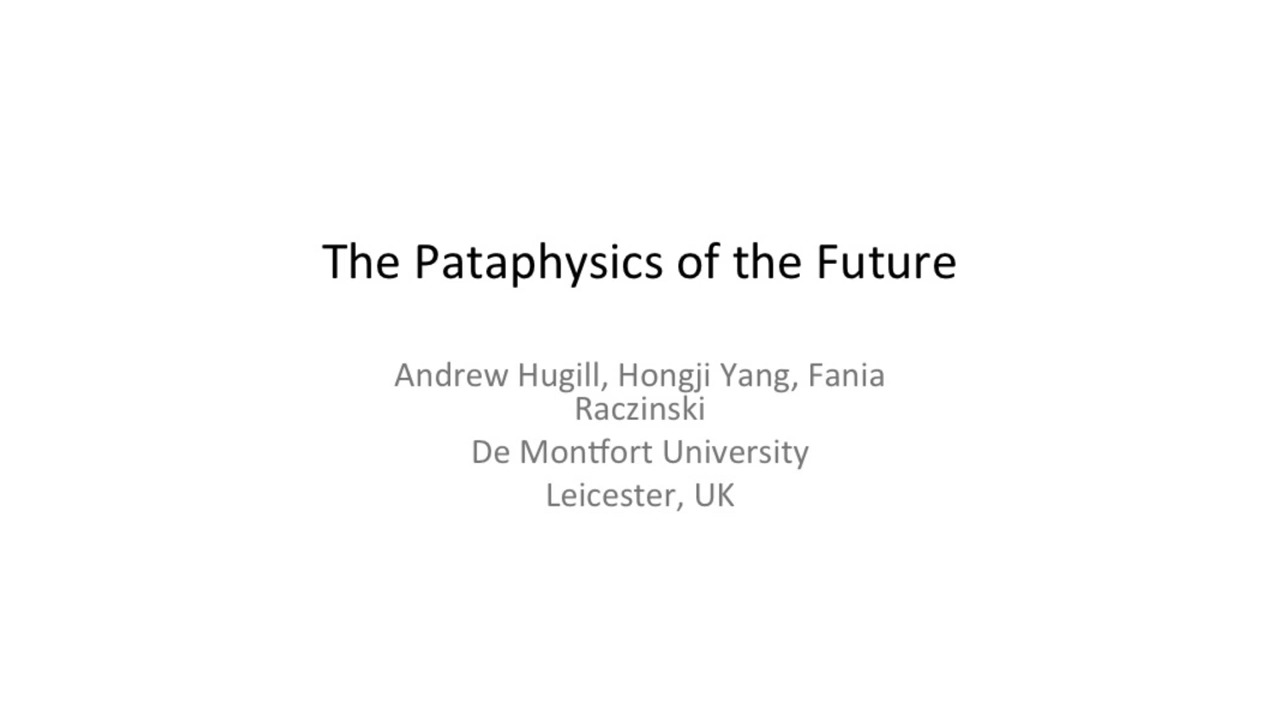 The Pataphysics of the Future
Andrew Hugill, Hongji Yang, Fania
Raczinski
De Montfort University
Leicester, UK